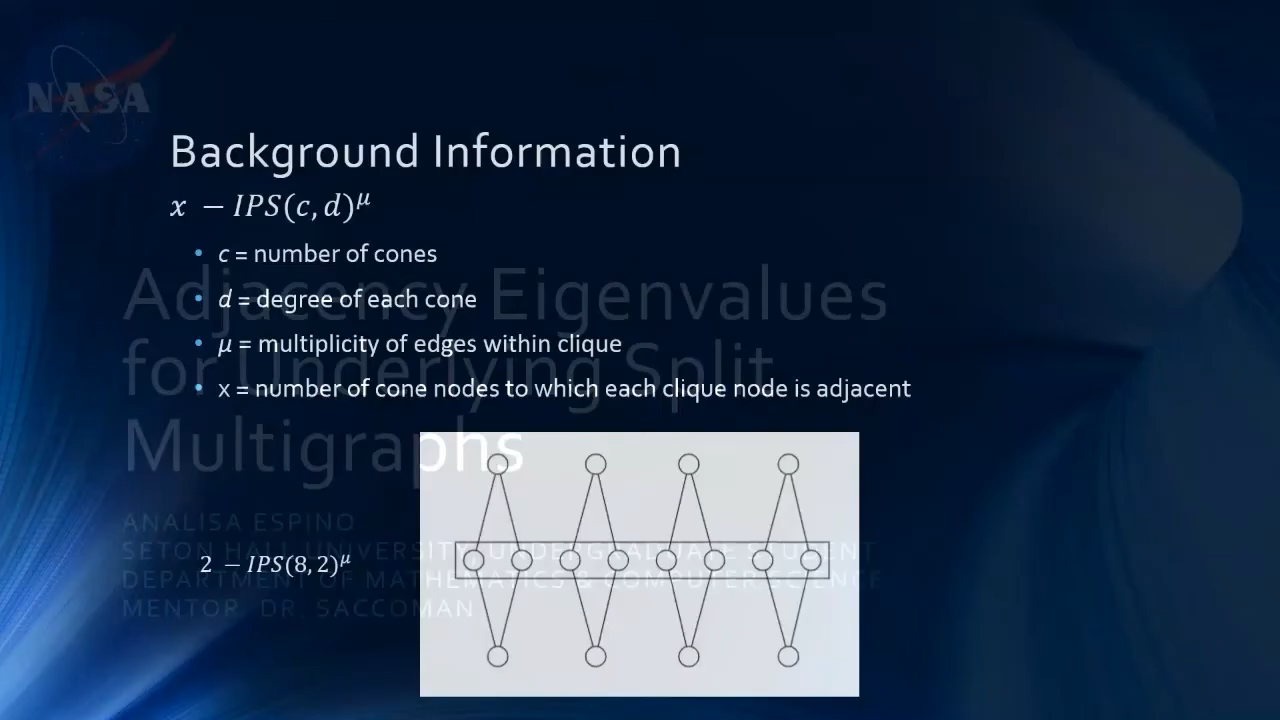 NASA
Background Information
x − IPS(c, d)^μ
• c = number of cones
• d = degree of each cone
• μ = multiplicity of edges within clique
• x = number of cone nodes to which each clique node is adjacent
Adjacency Eigenvalues
for Underlying Split
Multigraphs
ANALISA ESPINO
SETON HALL UNIVERSITY, UNDERGRADUATE STUDENT
DEPARTMENT OF MATHEMATICS & COMPUTER SCIENCE
MENTOR: DR. SACCOMAN
2 − IPS(8, 2)^μ